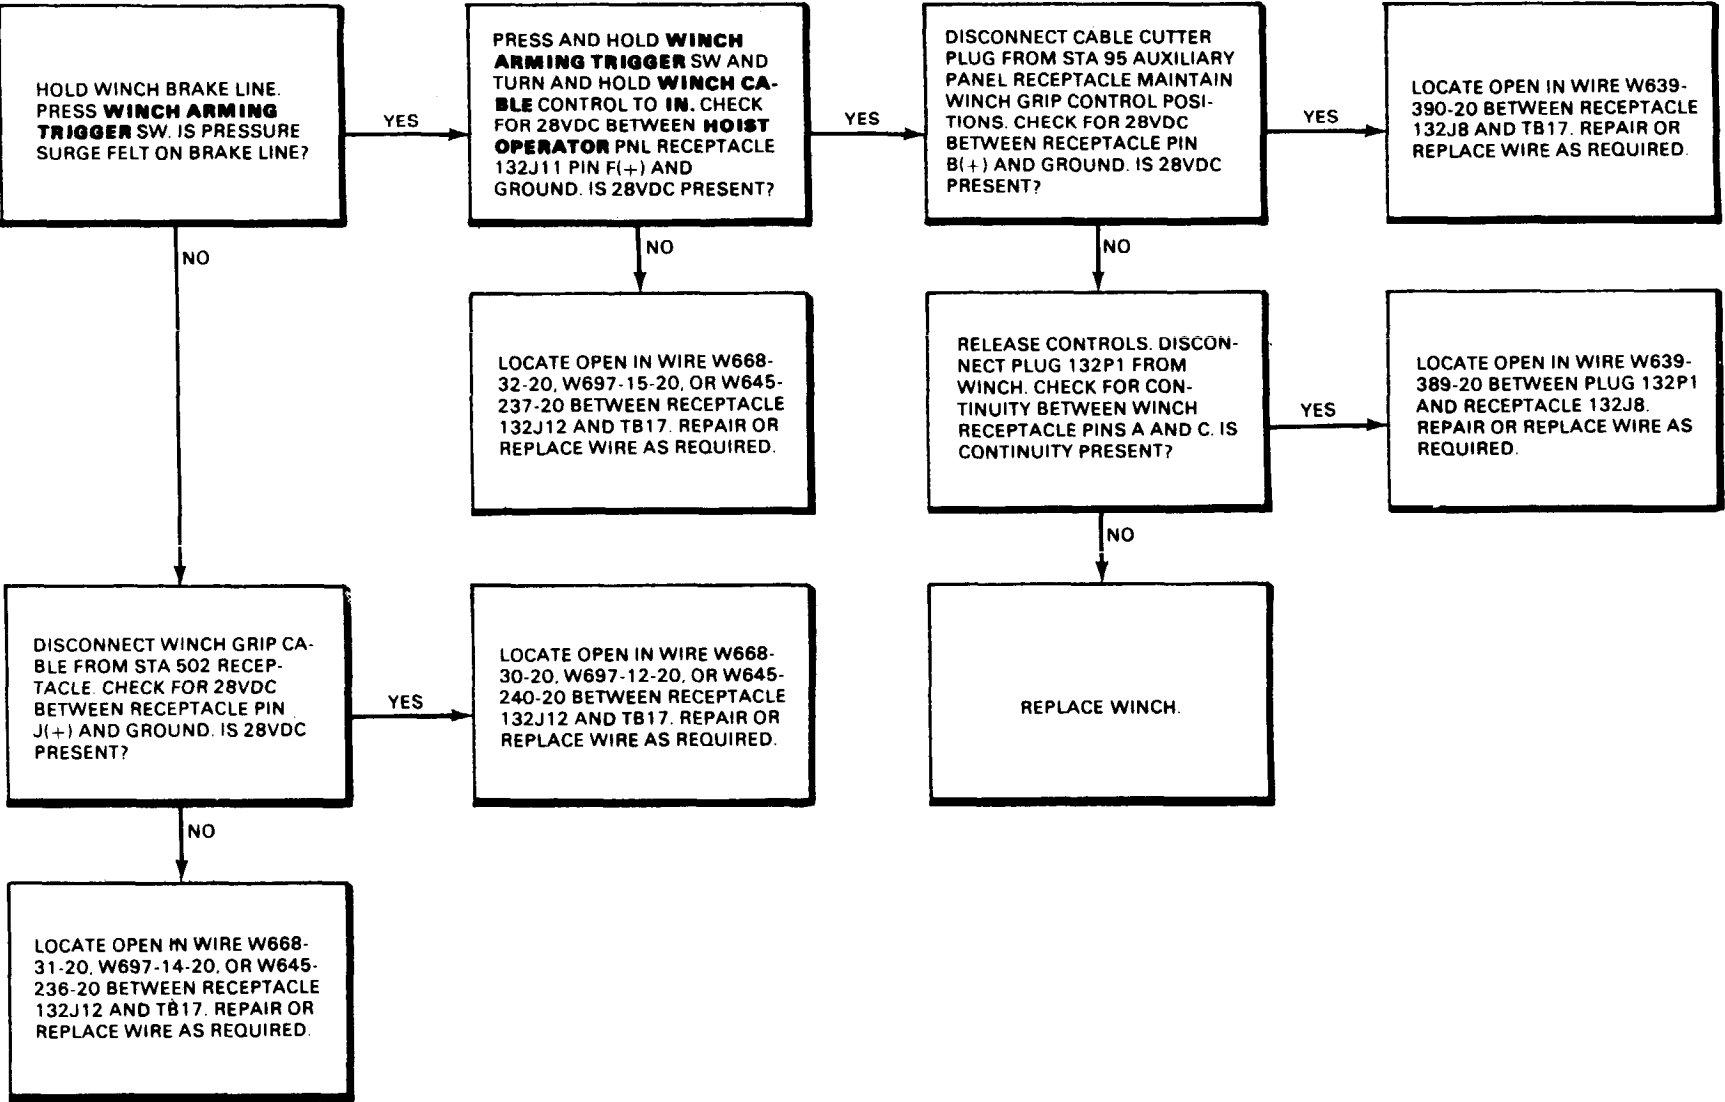 HOLD WINCH BRAKE LINE.
PRESS WINCH ARMING
TRIGGER SW. IS PRESSURE
SURGE FELT ON BRAKE LINE?
YES
PRESS AND HOLD WINCH
ARMING TRIGGER SW AND
TURN AND HOLD WINCH CA-
BLE CONTROL TO IN. CHECK
FOR 28VDC BETWEEN HOIST
OPERATOR PNL RECEPTACLE
132J11 PIN F(+) AND
GROUND. IS 28VDC PRESENT?
YES
DISCONNECT CABLE CUTTER
PLUG FROM STA 95 AUXILIARY
PANEL RECEPTACLE MAINTAIN
WINCH GRIP CONTROL POSI-
TIONS. CHECK FOR 28VDC
BETWEEN RECEPTACLE PIN
B(+) AND GROUND. IS 28VDC
PRESENT?
YES
LOCATE OPEN IN WIRE W639-
390-20 BETWEEN RECEPTACLE
132J8 AND TB17. REPAIR OR
REPLACE WIRE AS REQUIRED.
NO
NO
NO
LOCATE OPEN IN WIRE W668-
32-20, W697-15-20, OR W645-
237-20 BETWEEN RECEPTACLE
132J12 AND TB17. REPAIR OR
REPLACE WIRE AS REQUIRED.
RELEASE CONTROLS. DISCON-
NECT PLUG 132P1 FROM
WINCH. CHECK FOR CON-
TINUITY BETWEEN WINCH
RECEPTACLE PINS A AND C. IS
CONTINUITY PRESENT?
YES
LOCATE OPEN IN WIRE W639-
389-20 BETWEEN PLUG 132P1
AND RECEPTACLE 132J8.
REPAIR OR REPLACE WIRE AS
REQUIRED.
NO
DISCONNECT WINCH GRIP CA-
BLE FROM STA 502 RECEP-
TACLE. CHECK FOR 28VDC
BETWEEN RECEPTACLE PIN
J(+) AND GROUND. IS 28VDC
PRESENT?
YES
LOCATE OPEN IN WIRE W668-
30-20, W697-12-20, OR W645-
240-20 BETWEEN RECEPTACLE
132J12 AND TB17. REPAIR OR
REPLACE WIRE AS REQUIRED.
REPLACE WINCH.
NO
LOCATE OPEN IN WIRE W668-
31-20, W697-14-20, OR W645-
236-20 BETWEEN RECEPTACLE
132J12 AND TB17. REPAIR OR
REPLACE WIRE AS REQUIRED.